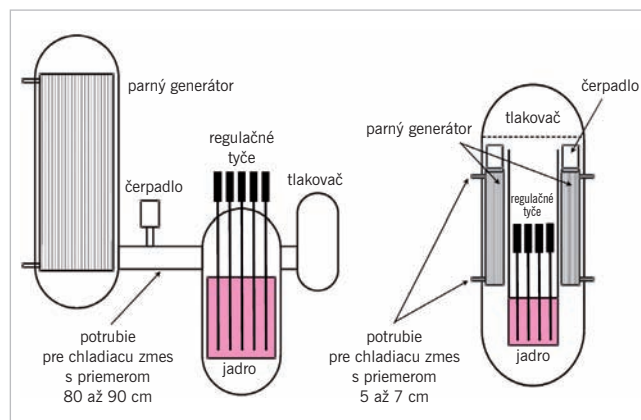 parný generátor
regulačné
tyče
čerpadlo
tlakovač
potrubie
pre chladiacu zmes
s priemerom
80 až 90 cm
jadro
čerpadlo
tlakovač
parný generátor
regulačné
tyče
potrubie
pre chladiacu zmes
s priemerom
5 až 7 cm
jadro